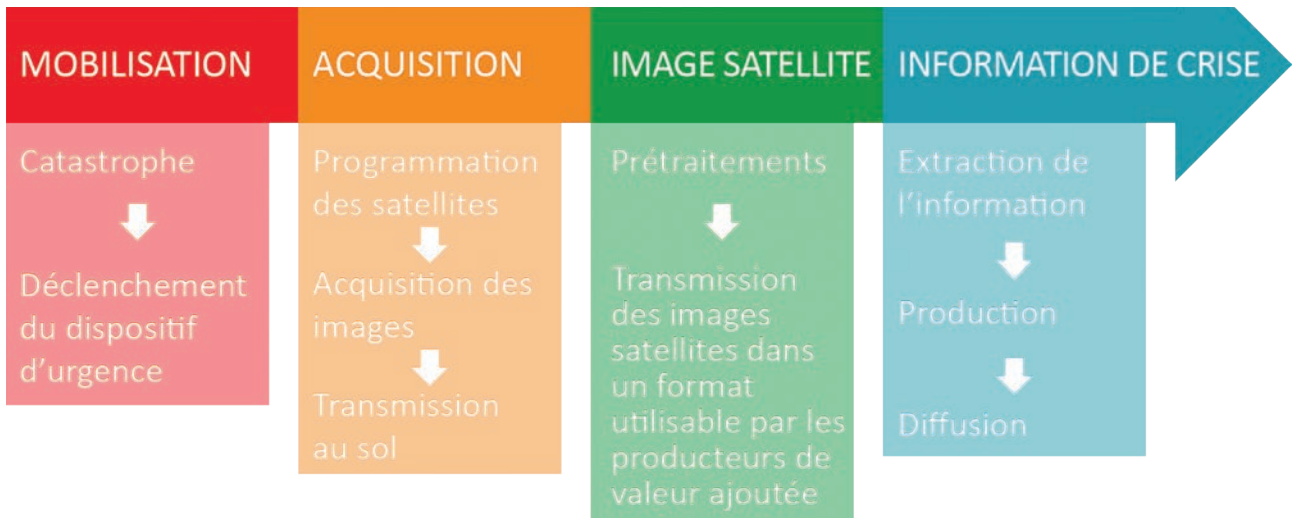 MOBILISATION
Catastrophe
Déclenchement
du dispositif
d'urgence
ACQUISITION
Programmation
des satellites
Acquisition des
images
Transmission
au sol
IMAGE SATELLITE
Prétraitements
Transmission
des images
satellites dans
un format
utilisable par les
producteurs de
valeur ajoutée
INFORMATION DE CRISE
Extraction de
l'information
Production
Diffusion